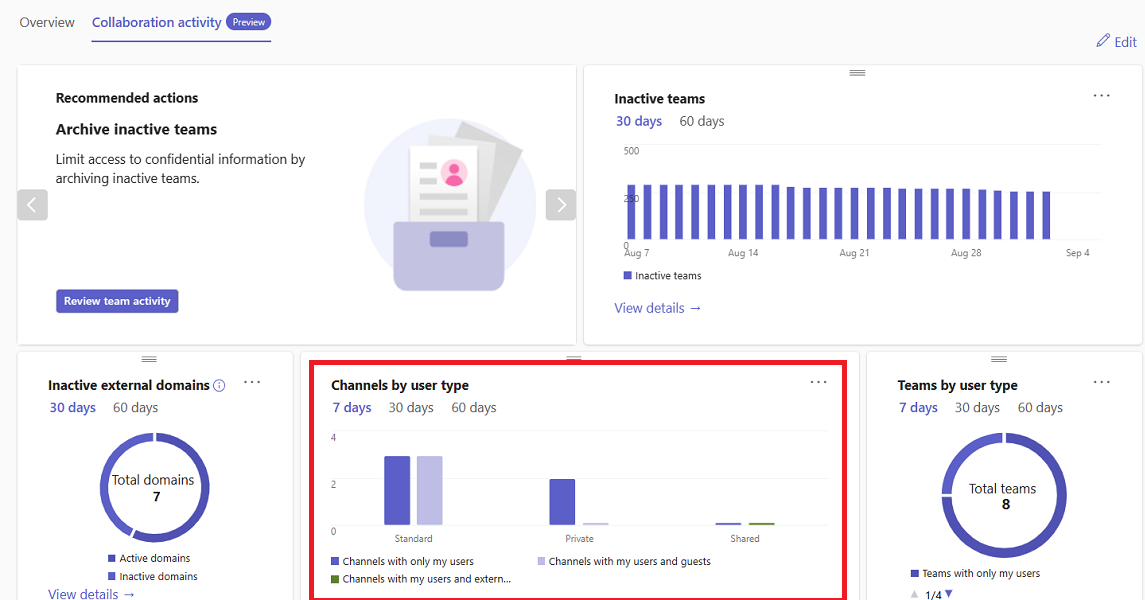 Overview
Collaboration activity
Preview
Edit
Recommended actions
Archive inactive teams
Limit access to confidential information by
archiving inactive teams.
Review team activity
Inactive teams
30 days 60 days
500
250
0
Aug 7 Aug 14 Aug 21 Aug 28 Sep 4
Inactive teams
View details →
Inactive external domains
30 days 60 days
Total domains
7
Active domains
Inactive domains
View details →
Channels by user type
7 days 30 days 60 days
4
2
0
Standard Private Shared
Channels with only my users
Channels with my users and guests
Channels with my users and extern...
Teams by user type
7 days 30 days 60 days
Total teams
8
Teams with only my users
1/4